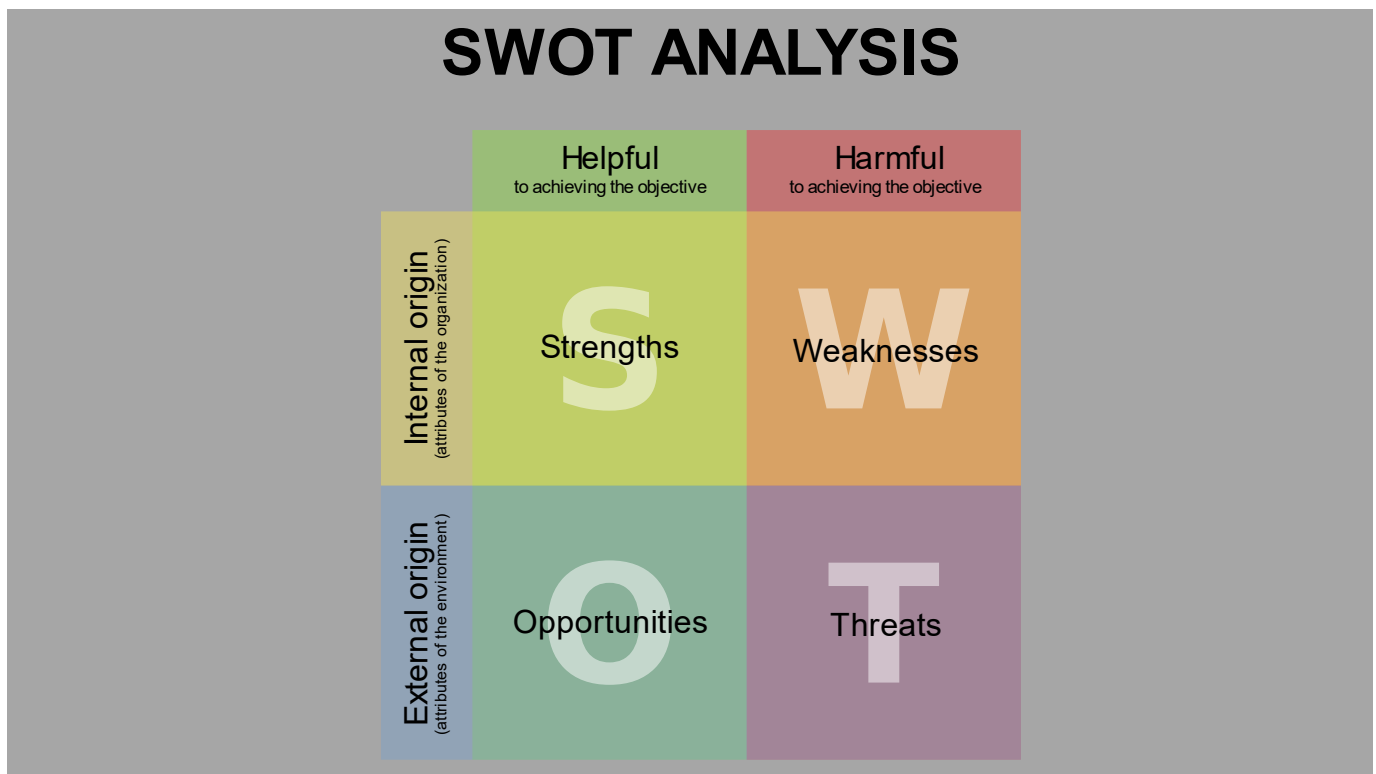 SWOT ANALYSIS
Helpful
to achieving the objective
Harmful
to achieving the objective
Internal origin
(attributes of the organization)
S
Strengths
W
Weaknesses
External origin
(attributes of the environment)
O
Opportunities
T
Threats